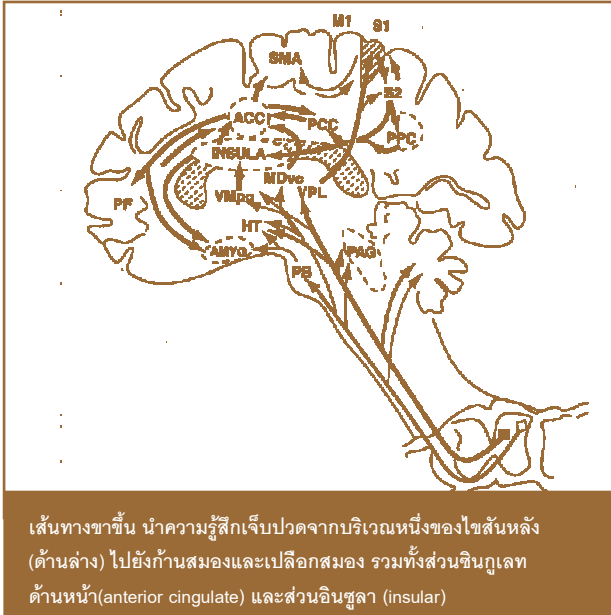 M1 S1
SMA
S2
ACC
PCC
PPC
INSULA
MDvc
VPL
PF
VMpo
HT
AMYG
PAG
PB
เส้นทางขาขึ้น นำความรู้สึกเจ็บปวดจากบริเวณหนึ่งของไขสันหลัง
(ด้านล่าง) ไปยังก้านสมองและเปลือกสมอง รวมทั้งส่วนซินกูเลท
ด้านหน้า(anterior cingulate) และส่วนอินซูลา (insular)